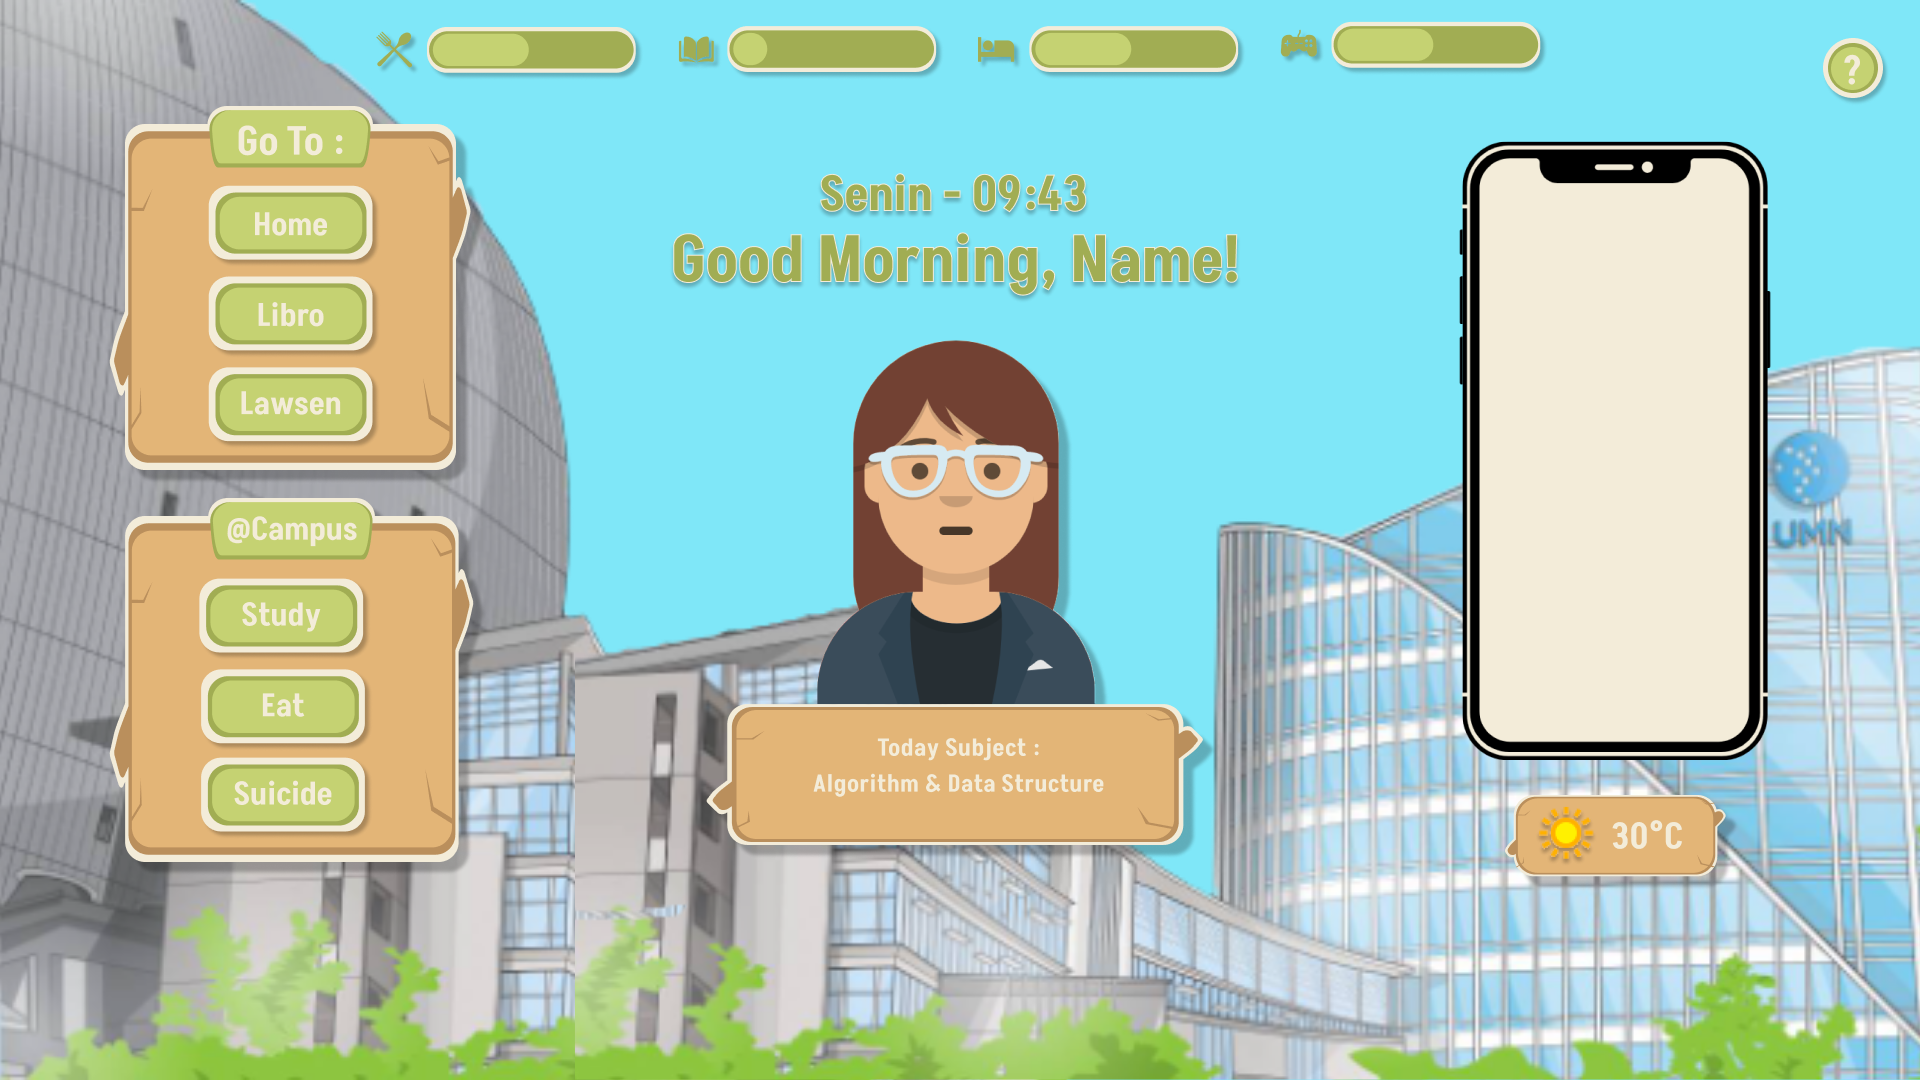 ?
Go To :
Home
Libro
Lawsen
@Campus
Study
Eat
Suicide
Senin - 09:43
Good Morning, Name!
Today Subject :
Algorithm & Data Structure
UMN
30°C